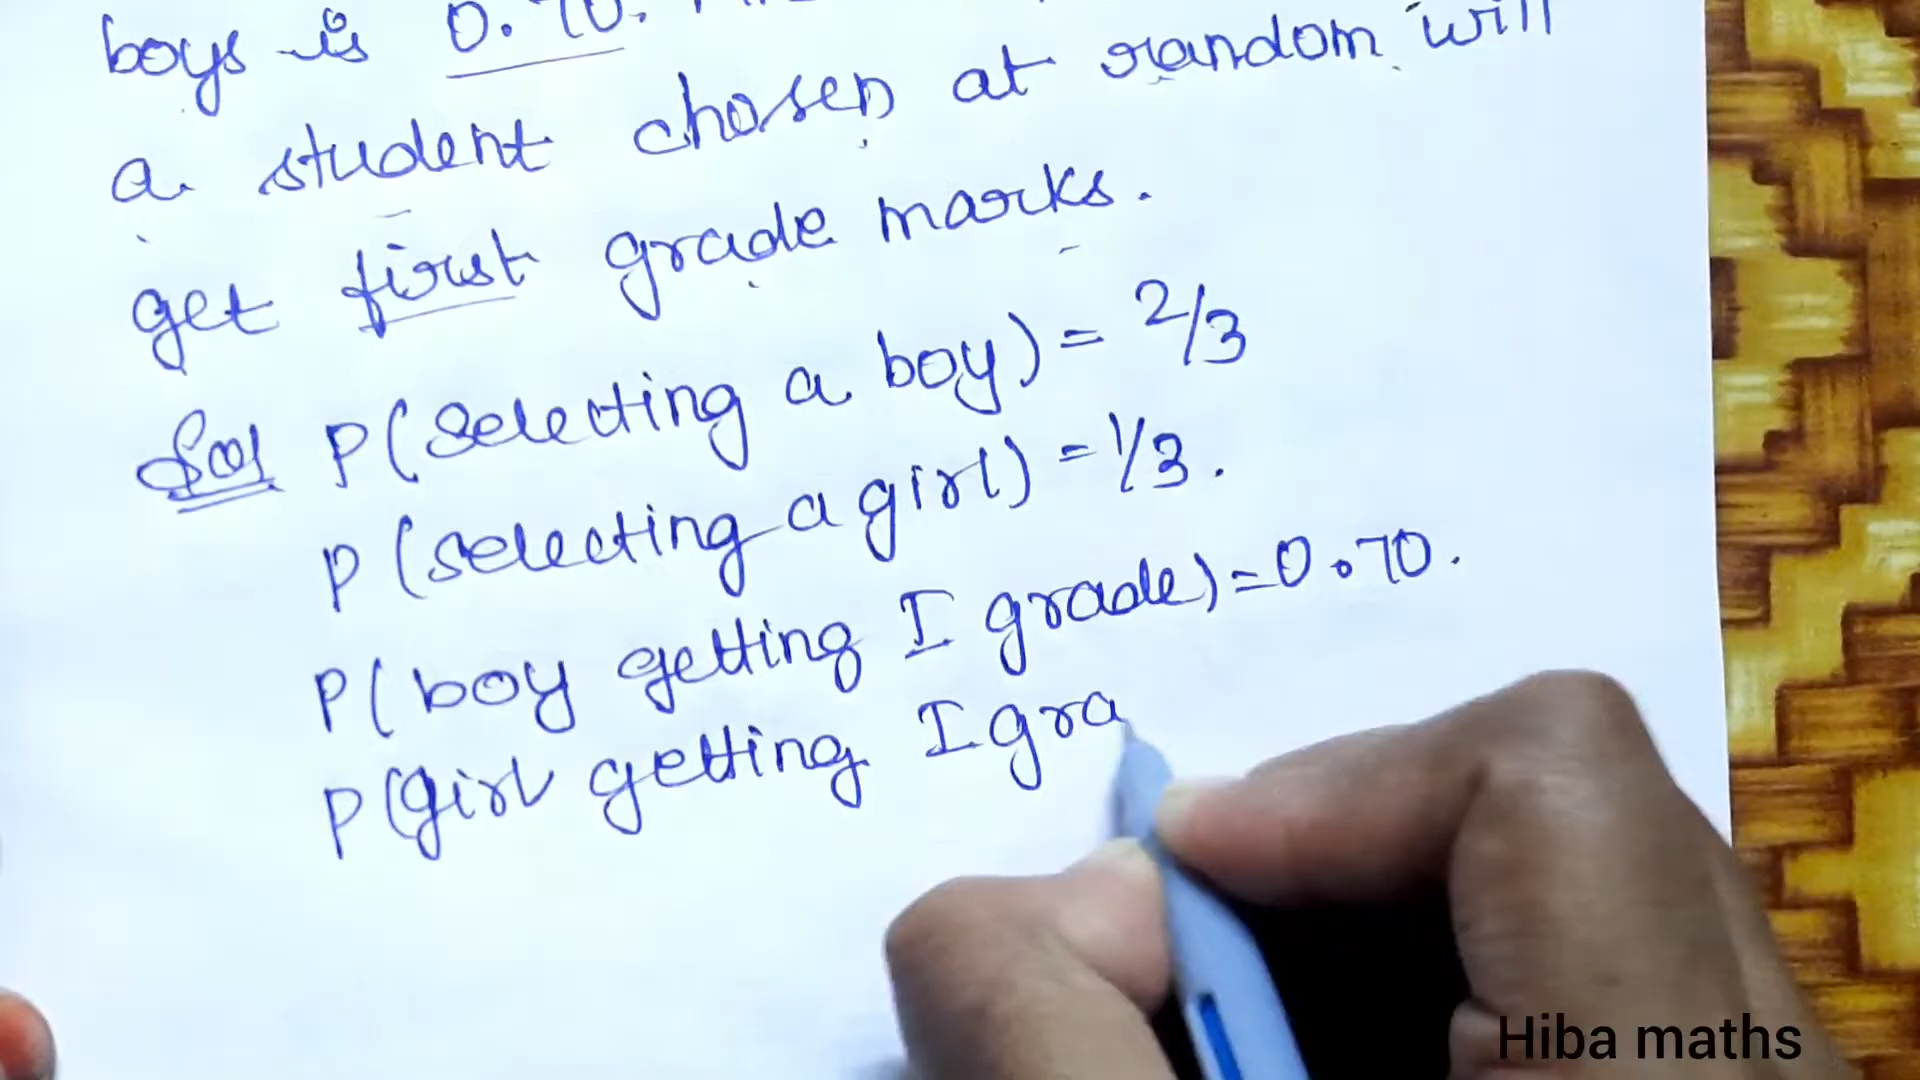 boys is 0.70.
a student chosen at random will
get first grade marks.
Sol P(selecting a boy) = 2/3
P(selecting a girl) = 1/3.
P(boy getting I grade) = 0.70.
P(girl getting I gra
Hiba maths